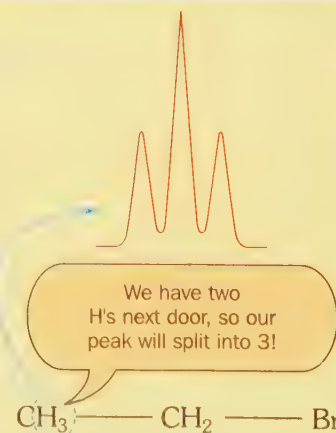 We have two
H's next door, so our
peak will split into 3!
CH₃ — CH₂ — Br